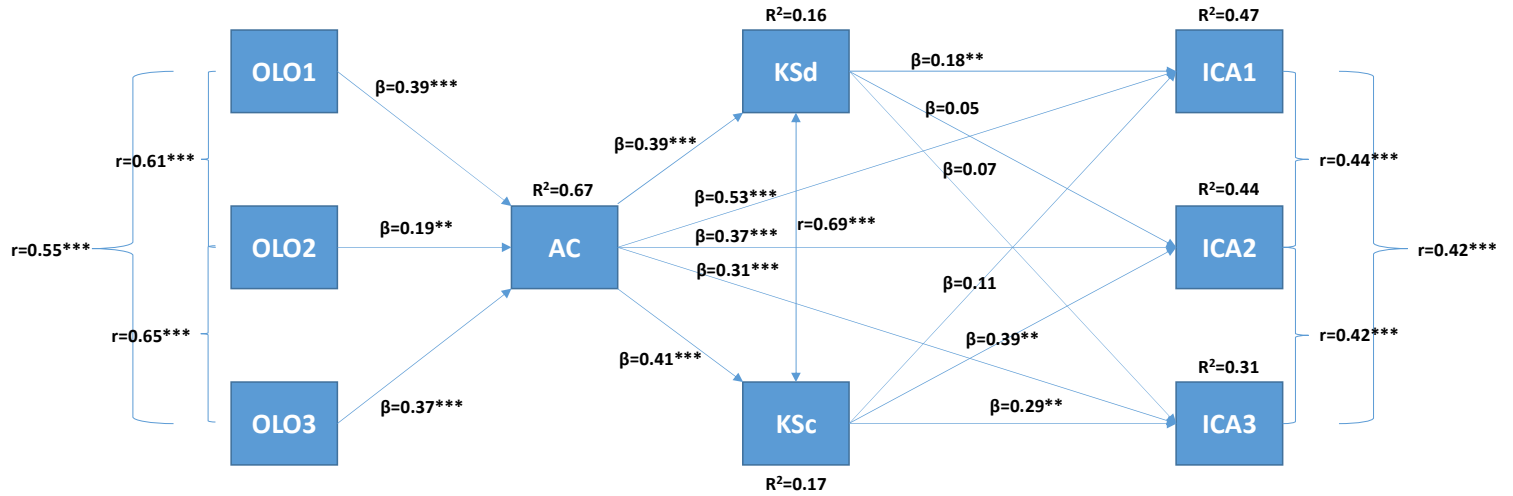 R²=0.16
R²=0.47
OLO1
KSd
ICA1
β=0.39***
β=0.18**
β=0.05
r=0.61***
β=0.39***
r=0.44***
β=0.07
R²=0.67
R²=0.44
β=0.53***
OLO2
β=0.19**
AC
r=0.69***
β=0.37***
ICA2
r=0.55***
r=0.42***
β=0.31***
β=0.11
r=0.65***
r=0.42***
β=0.39**
β=0.41***
R²=0.31
OLO3
β=0.37***
KSc
β=0.29**
ICA3
R²=0.17